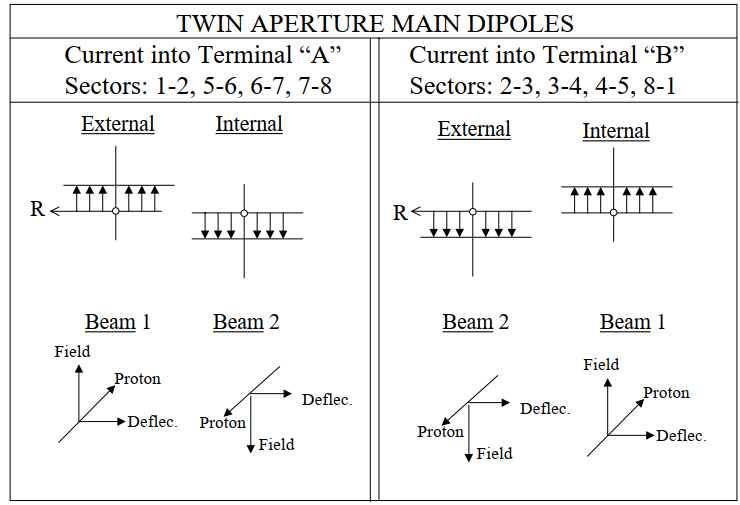 TWIN APERTURE MAIN DIPOLES
Current into Terminal “A”
Sectors: 1-2, 5-6, 6-7, 7-8
External
Internal
R
Beam 1
Beam 2
Field
Proton
Deflec.
Deflec.
Proton
Field
Current into Terminal “B”
Sectors: 2-3, 3-4, 4-5, 8-1
External
Internal
R
Beam 2
Beam 1
Deflec.
Proton
Field
Field
Proton
Deflec.